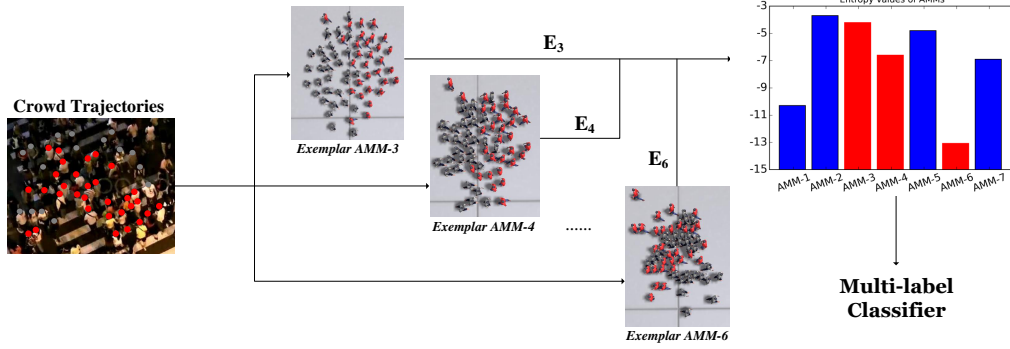 Crowd Trajectories
Exemplar AMM-3
E3
Exemplar AMM-4
E4
......
E6
Exemplar AMM-6
Entropy Values of AMMs
-3
-5
-7
-9
-11
-13
-15
AMM-1 AMM-2 AMM-3 AMM-4 AMM-5 AMM-6 AMM-7
Multi-label
Classifier